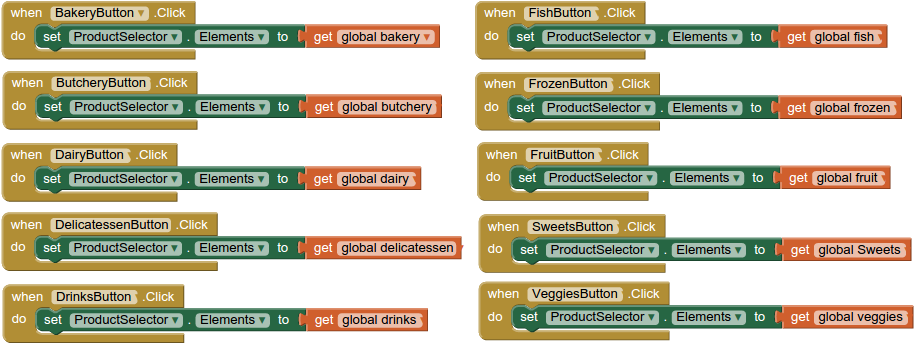 when BakeryButton .Click
do set ProductSelector . Elements to get global bakery
when ButcheryButton .Click
do set ProductSelector . Elements to get global butchery
when DairyButton .Click
do set ProductSelector . Elements to get global dairy
when DelicatessenButton .Click
do set ProductSelector . Elements to get global delicatessen
when DrinksButton .Click
do set ProductSelector . Elements to get global drinks
when FishButton .Click
do set ProductSelector . Elements to get global fish
when FrozenButton .Click
do set ProductSelector . Elements to get global frozen
when FruitButton .Click
do set ProductSelector . Elements to get global fruit
when SweetsButton .Click
do set ProductSelector . Elements to get global Sweets
when VeggiesButton .Click
do set ProductSelector . Elements to get global veggies